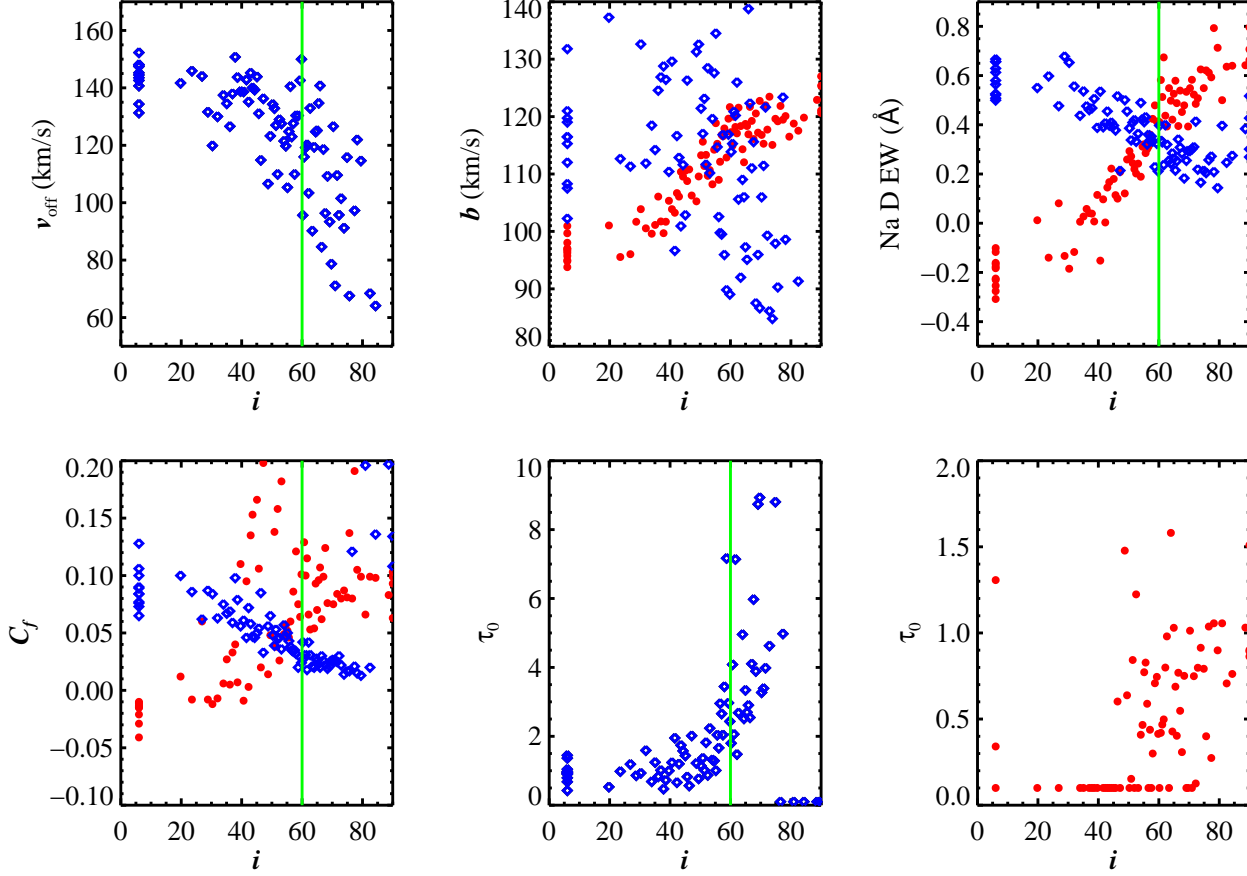 160
140
120
100
80
60
v_off (km/s)
0 20 40 60 80
i
140
130
120
110
100
90
80
b (km/s)
0 20 40 60 80
i
0.8
0.6
0.4
0.2
0.0
−0.2
−0.4
Na D EW (Å)
0 20 40 60 80
i
0.20
0.15
0.10
0.05
0.00
−0.05
−0.10
C_f
0 20 40 60 80
i
10
8
6
4
2
0
τ_0
0 20 40 60 80
i
2.0
1.5
1.0
0.5
0.0
τ_0
0 20 40 60 80
i